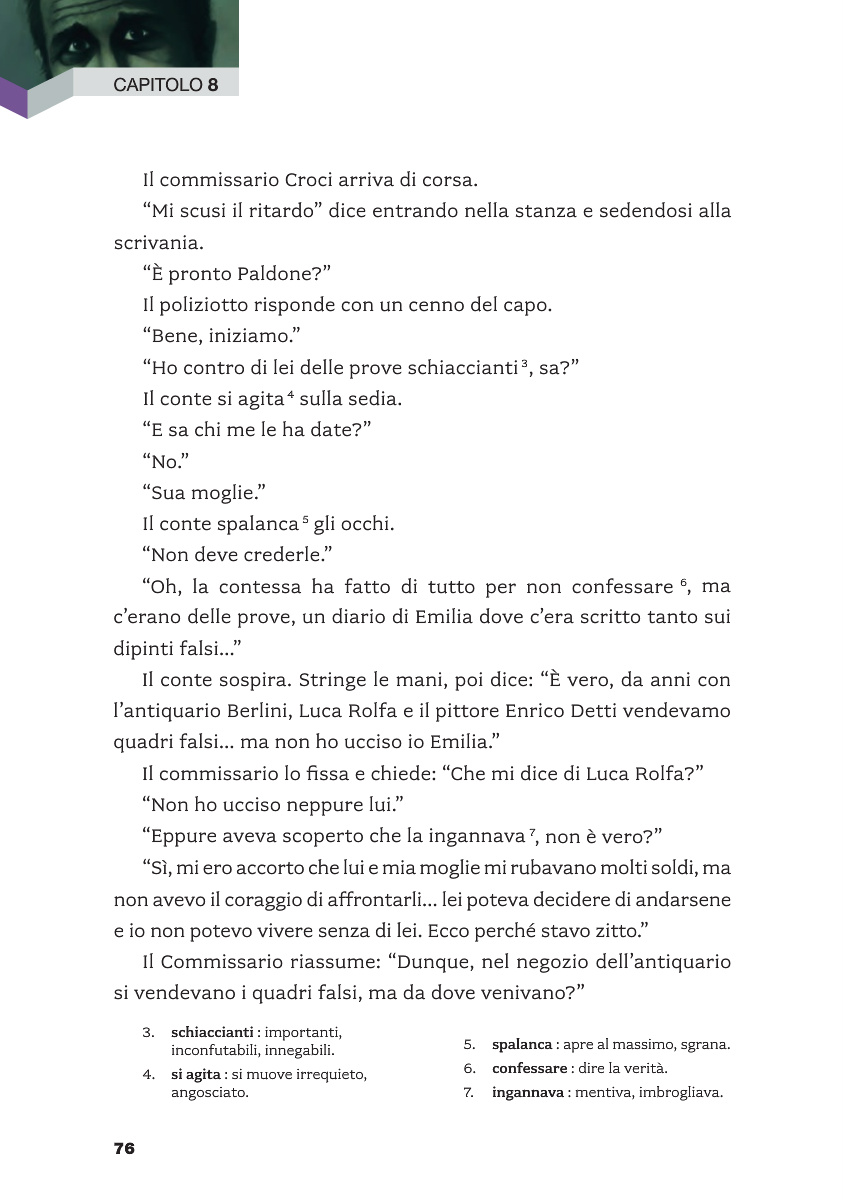 CAPITOLO 8
Il commissario Croci arriva di corsa.
“Mi scusi il ritardo” dice entrando nella stanza e sedendosi alla
scrivania.
“È pronto Paldone?”
Il poliziotto risponde con un cenno del capo.
“Bene, iniziamo.”
“Ho contro di lei delle prove schiaccianti³, sa?”
Il conte si agita⁴ sulla sedia.
“E sa chi me le ha date?”
“No.”
“Sua moglie.”
Il conte spalanca⁵ gli occhi.
“Non deve crederle.”
“Oh, la contessa ha fatto di tutto per non confessare ⁶, ma
c’erano delle prove, un diario di Emilia dove c’era scritto tanto sui
dipinti falsi...”
Il conte sospira. Stringe le mani, poi dice: “È vero, da anni con
l’antiquario Berlini, Luca Rolfa e il pittore Enrico Detti vendevamo
quadri falsi... ma non ho ucciso io Emilia.”
Il commissario lo fissa e chiede: “Che mi dice di Luca Rolfa?”
“Non ho ucciso neppure lui.”
“Eppure aveva scoperto che la ingannava⁷, non è vero?”
“Sì, mi ero accorto che lui e mia moglie mi rubavano molti soldi, ma
non avevo il coraggio di affrontarli... lei poteva decidere di andarsene
e io non potevo vivere senza di lei. Ecco perché stavo zitto.”
Il Commissario riassume: “Dunque, nel negozio dell’antiquario
si vendevano i quadri falsi, ma da dove venivano?”
3. schiaccianti : importanti,
inconfutabili, innegabili.
4. si agita : si muove irrequieto,
angosciato.
5. spalanca : apre al massimo, sgrana.
6. confessare : dire la verità.
7. ingannava : mentiva, imbrogliava.
76